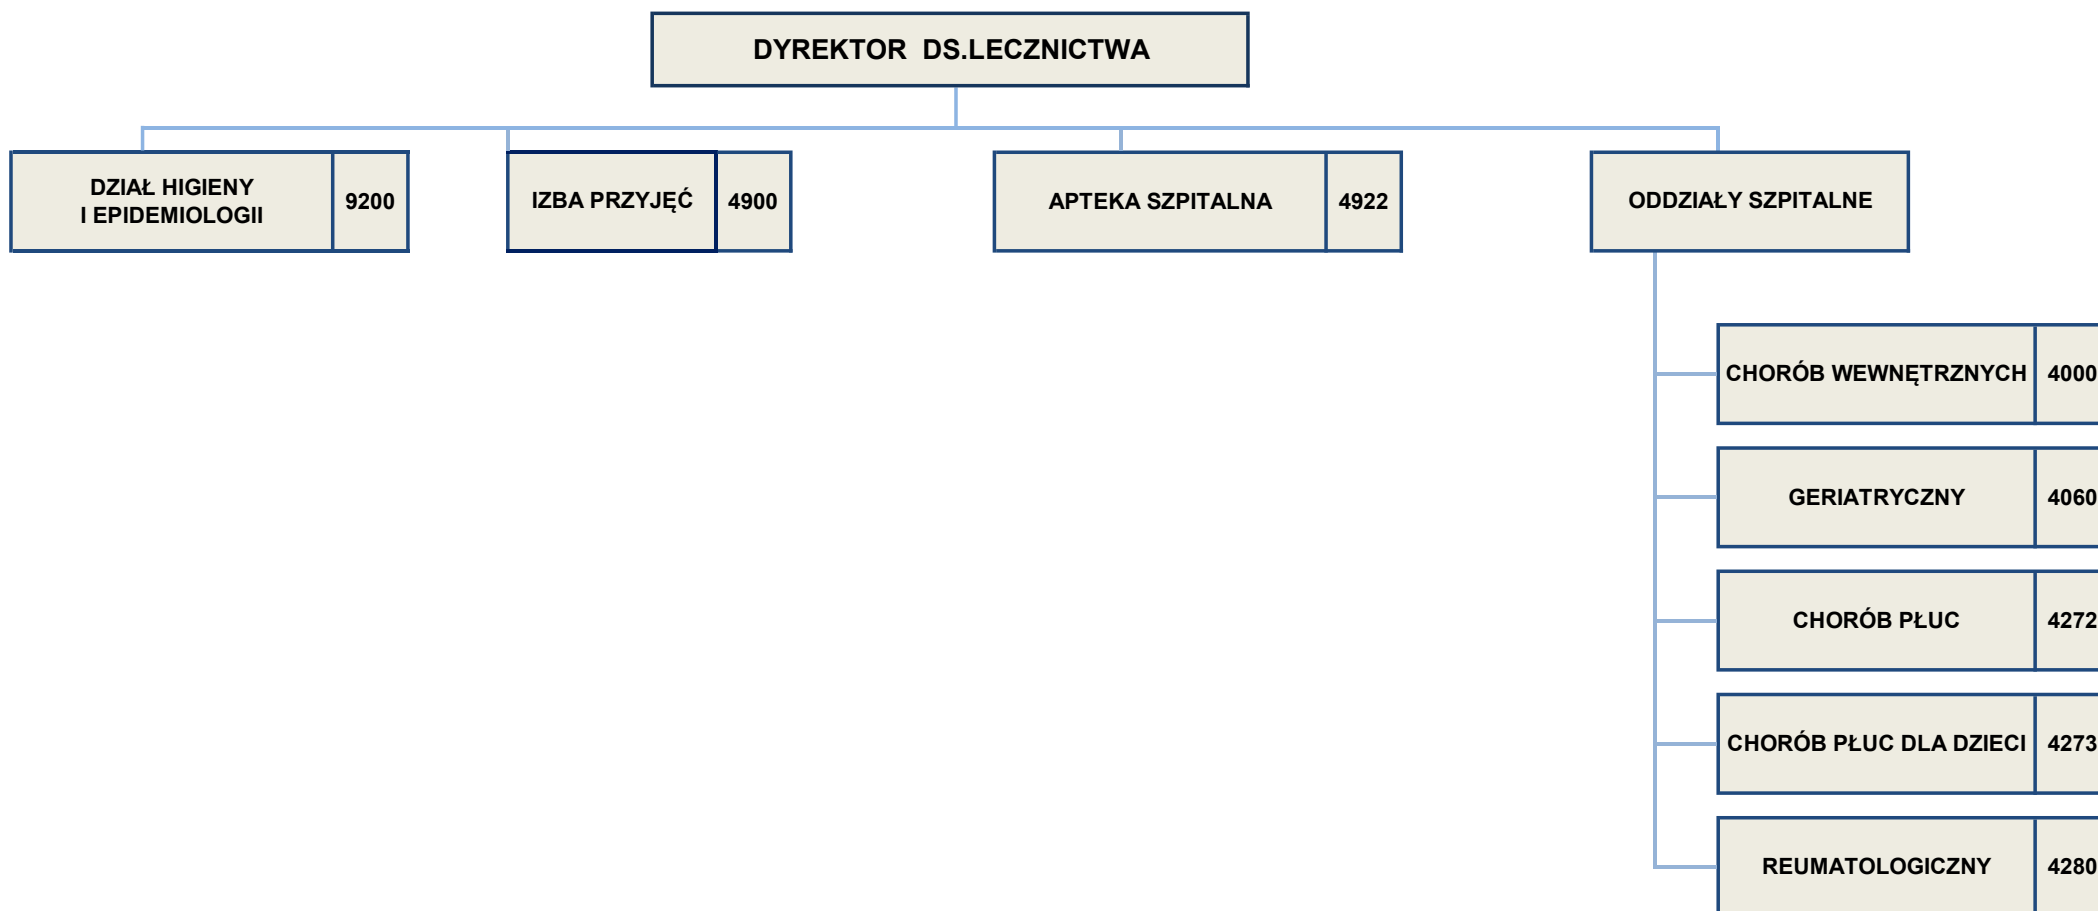 DYREKTOR DS.LECZNICTWA
DZIAŁ HIGIENY
I EPIDEMIOLOGII
9200
IZBA PRZYJĘĆ
4900
APTEKA SZPITALNA
4922
ODDZIAŁY SZPITALNE
CHORÓB WEWNĘTRZNYCH
4000
GERIATRYCZNY
4060
CHORÓB PŁUC
4272
CHORÓB PŁUC DLA DZIECI
4273
REUMATOLOGICZNY
4280